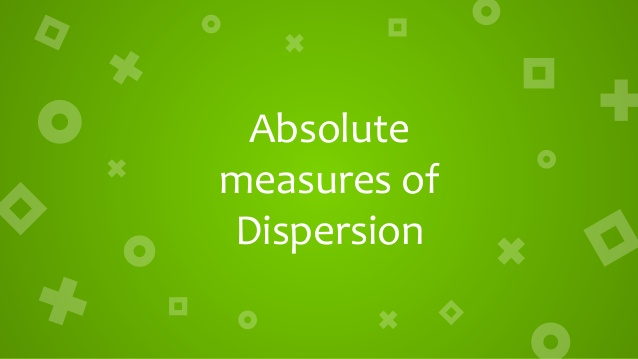 Absolute
measures of
Dispersion